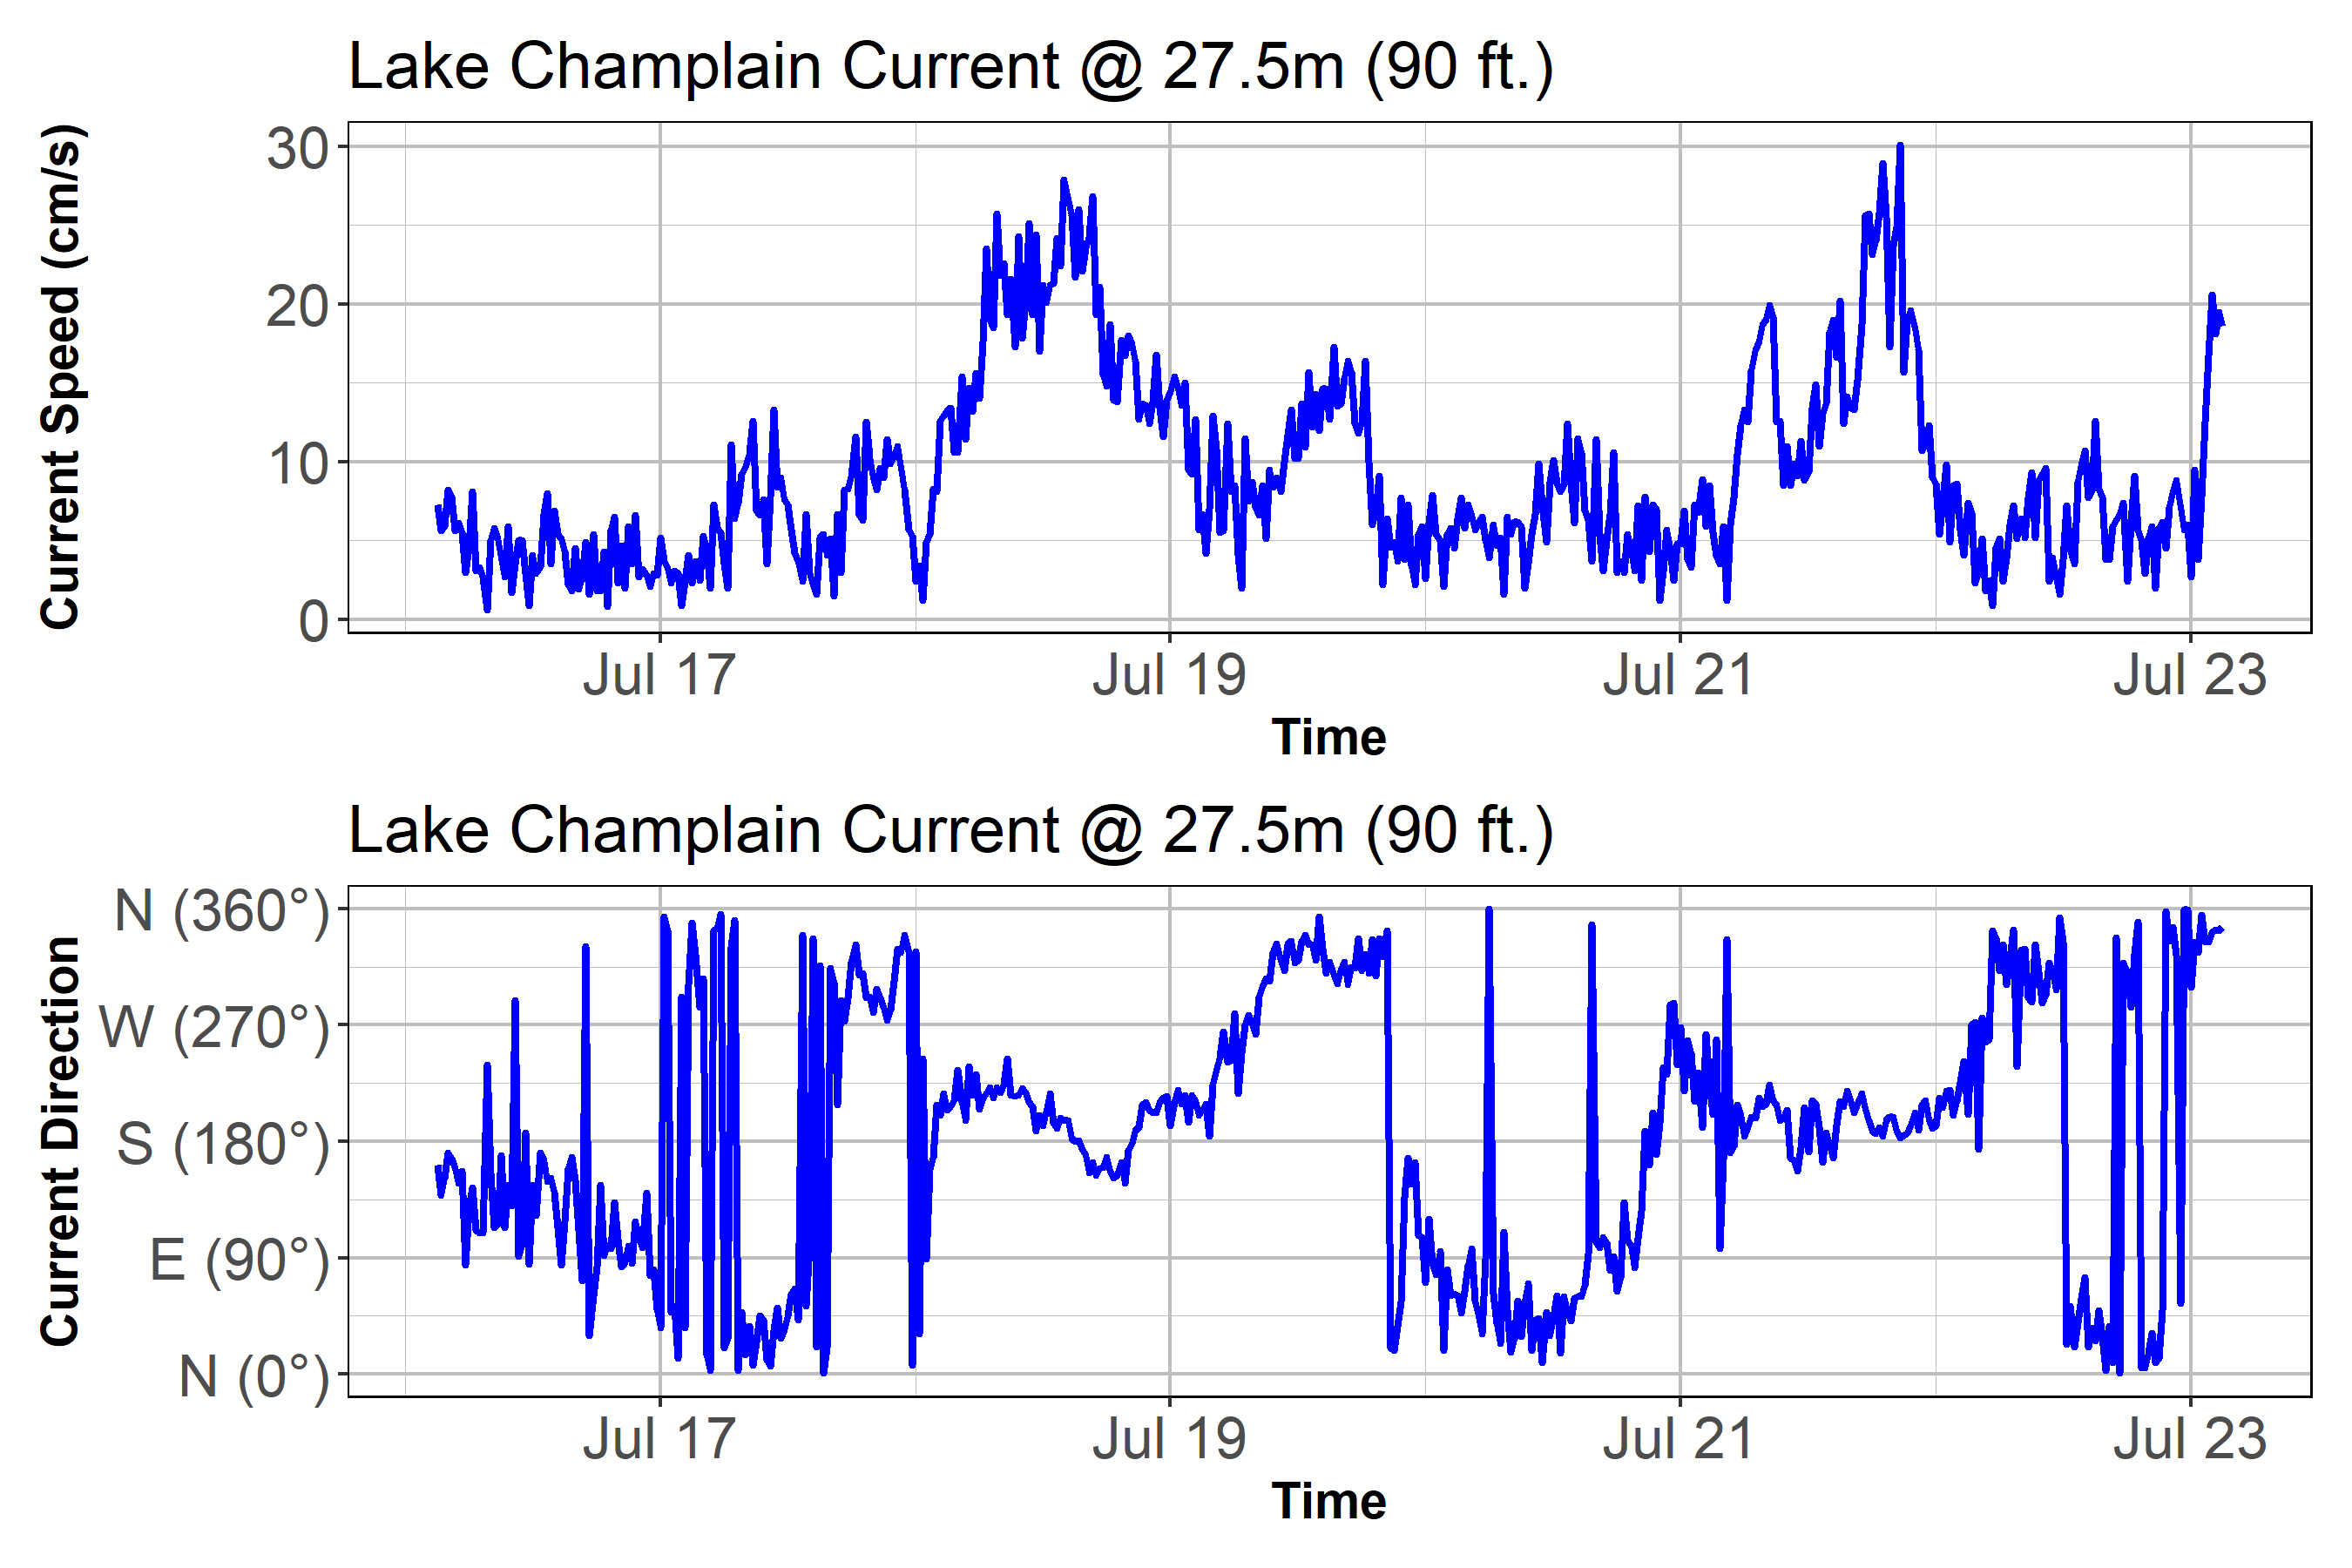 Lake Champlain Current @ 27.5m (90 ft.)
Current Speed (cm/s)
30
20
10
0
Jul 17 Jul 19 Jul 21 Jul 23
Time
Lake Champlain Current @ 27.5m (90 ft.)
Current Direction
N (360°)
W (270°)
S (180°)
E (90°)
N (0°)
Jul 17 Jul 19 Jul 21 Jul 23
Time